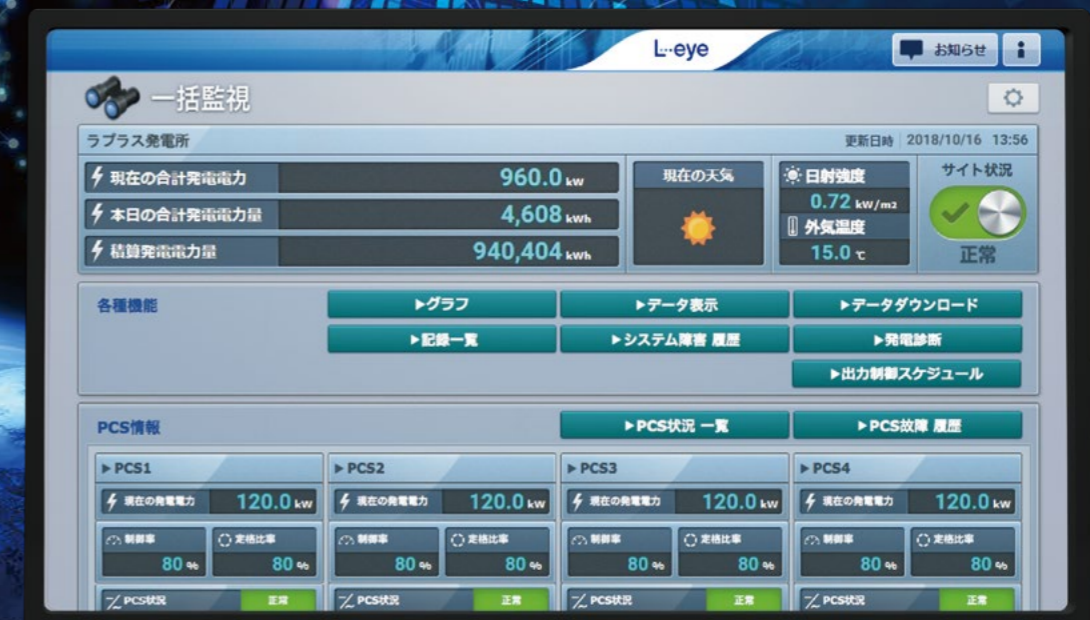 L-eye
お知らせ
i
一括監視
ラプラス発電所
更新日時 2018/10/16 13:56
現在の合計発電電力 960.0 kW
本日の合計発電電力量 4,608 kWh
積算発電電力量 940,404 kWh
現在の天気
日射強度
0.72 kW/m2
外気温度
15.0 ℃
サイト状況
正常
各種機能
▶グラフ
▶データ表示
▶データダウンロード
▶記録一覧
▶システム障害 履歴
▶発電診断
▶出力制御スケジュール
PCS情報
▶PCS状況 一覧
▶PCS故障 履歴
▶PCS1
現在の発電電力 120.0 kW
制御率
80 %
定格比率
80 %
PCS状況 正常
▶PCS2
現在の発電電力 120.0 kW
制御率
80 %
定格比率
80 %
PCS状況 正常
▶PCS3
現在の発電電力 120.0 kW
制御率
80 %
定格比率
80 %
PCS状況 正常
▶PCS4
現在の発電電力 120.0 kW
制御率
80 %
定格比率
80 %
PCS状況 正常